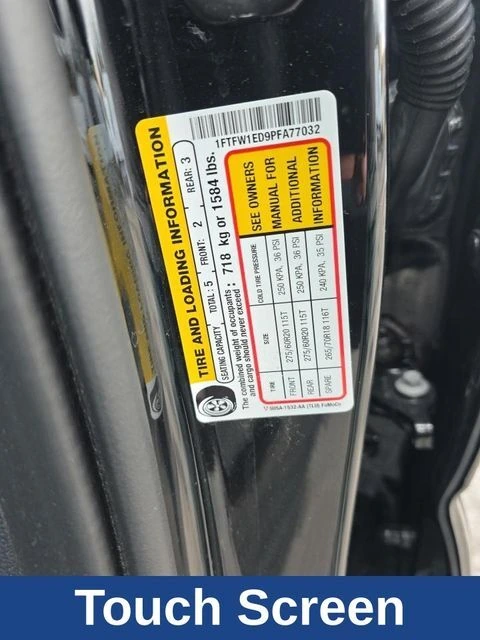 1FTFW1ED9PFA77032
TIRE AND LOADING INFORMATION
SEATING CAPACITY TOTAL: 5 FRONT: 2 REAR: 3
The combined weight of occupants and cargo should never exceed : 718 kg or 1584 lbs.
TIRE SIZE COLD TIRE PRESSURE
FRONT 275/60R20 115T 250 KPA, 36 PSI
REAR 275/60R20 115T 250 KPA, 36 PSI
SPARE 265/70R18 116T 240 KPA, 35 PSI
SEE OWNERS
MANUAL FOR
ADDITIONAL
INFORMATION
Touch Screen